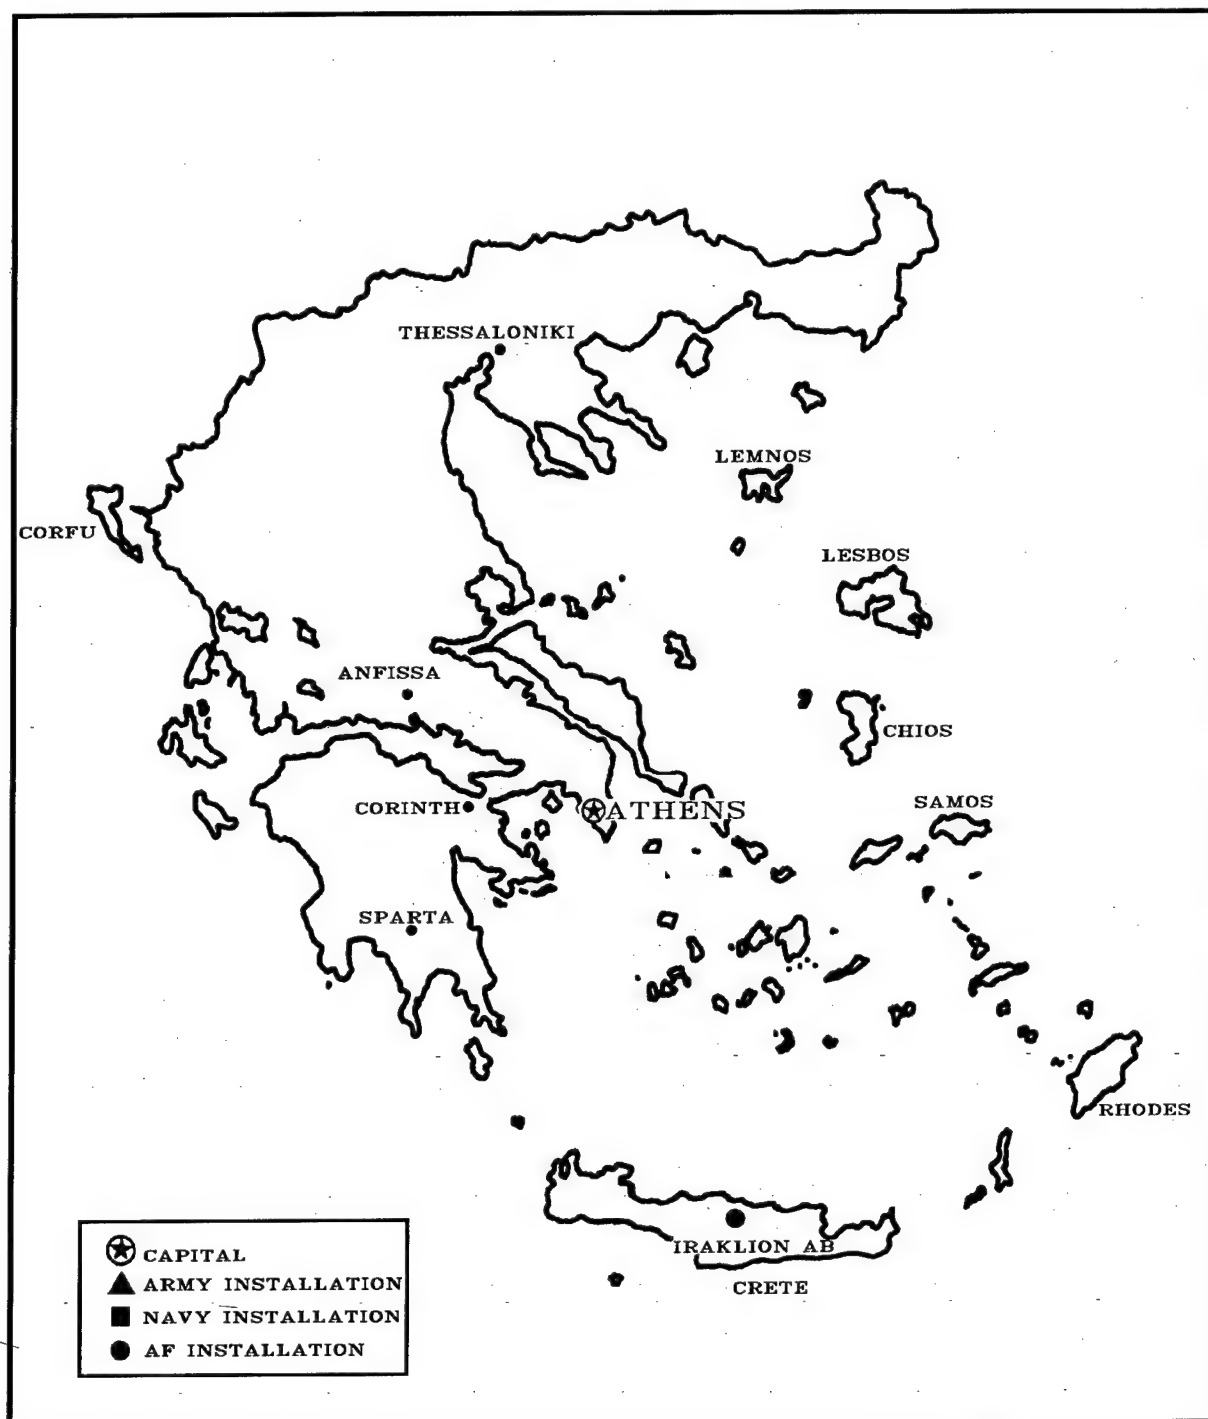 THESSALONIKI
LEMNOS
CORFU
LESBOS
ANFISSA
CHIOS
SAMOS
CORINTH
ATHENS
SPARTA
RHODES
IRAKLION AB
CRETE
CAPITAL
ARMY INSTALLATION
NAVY INSTALLATION
AF INSTALLATION